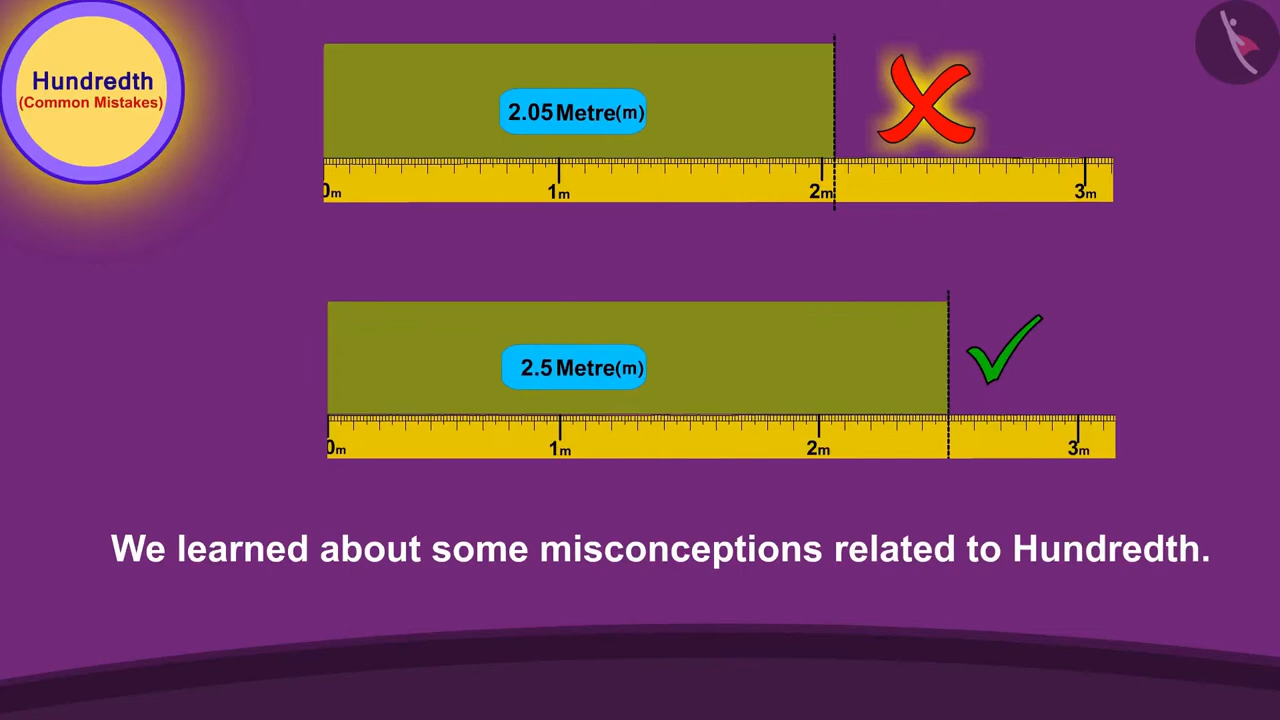 Hundredth
(Common Mistakes)
2.05 Metre(m)
0m 1m 2m 3m
2.5 Metre(m)
0m 1m 2m 3m
We learned about some misconceptions related to Hundredth.